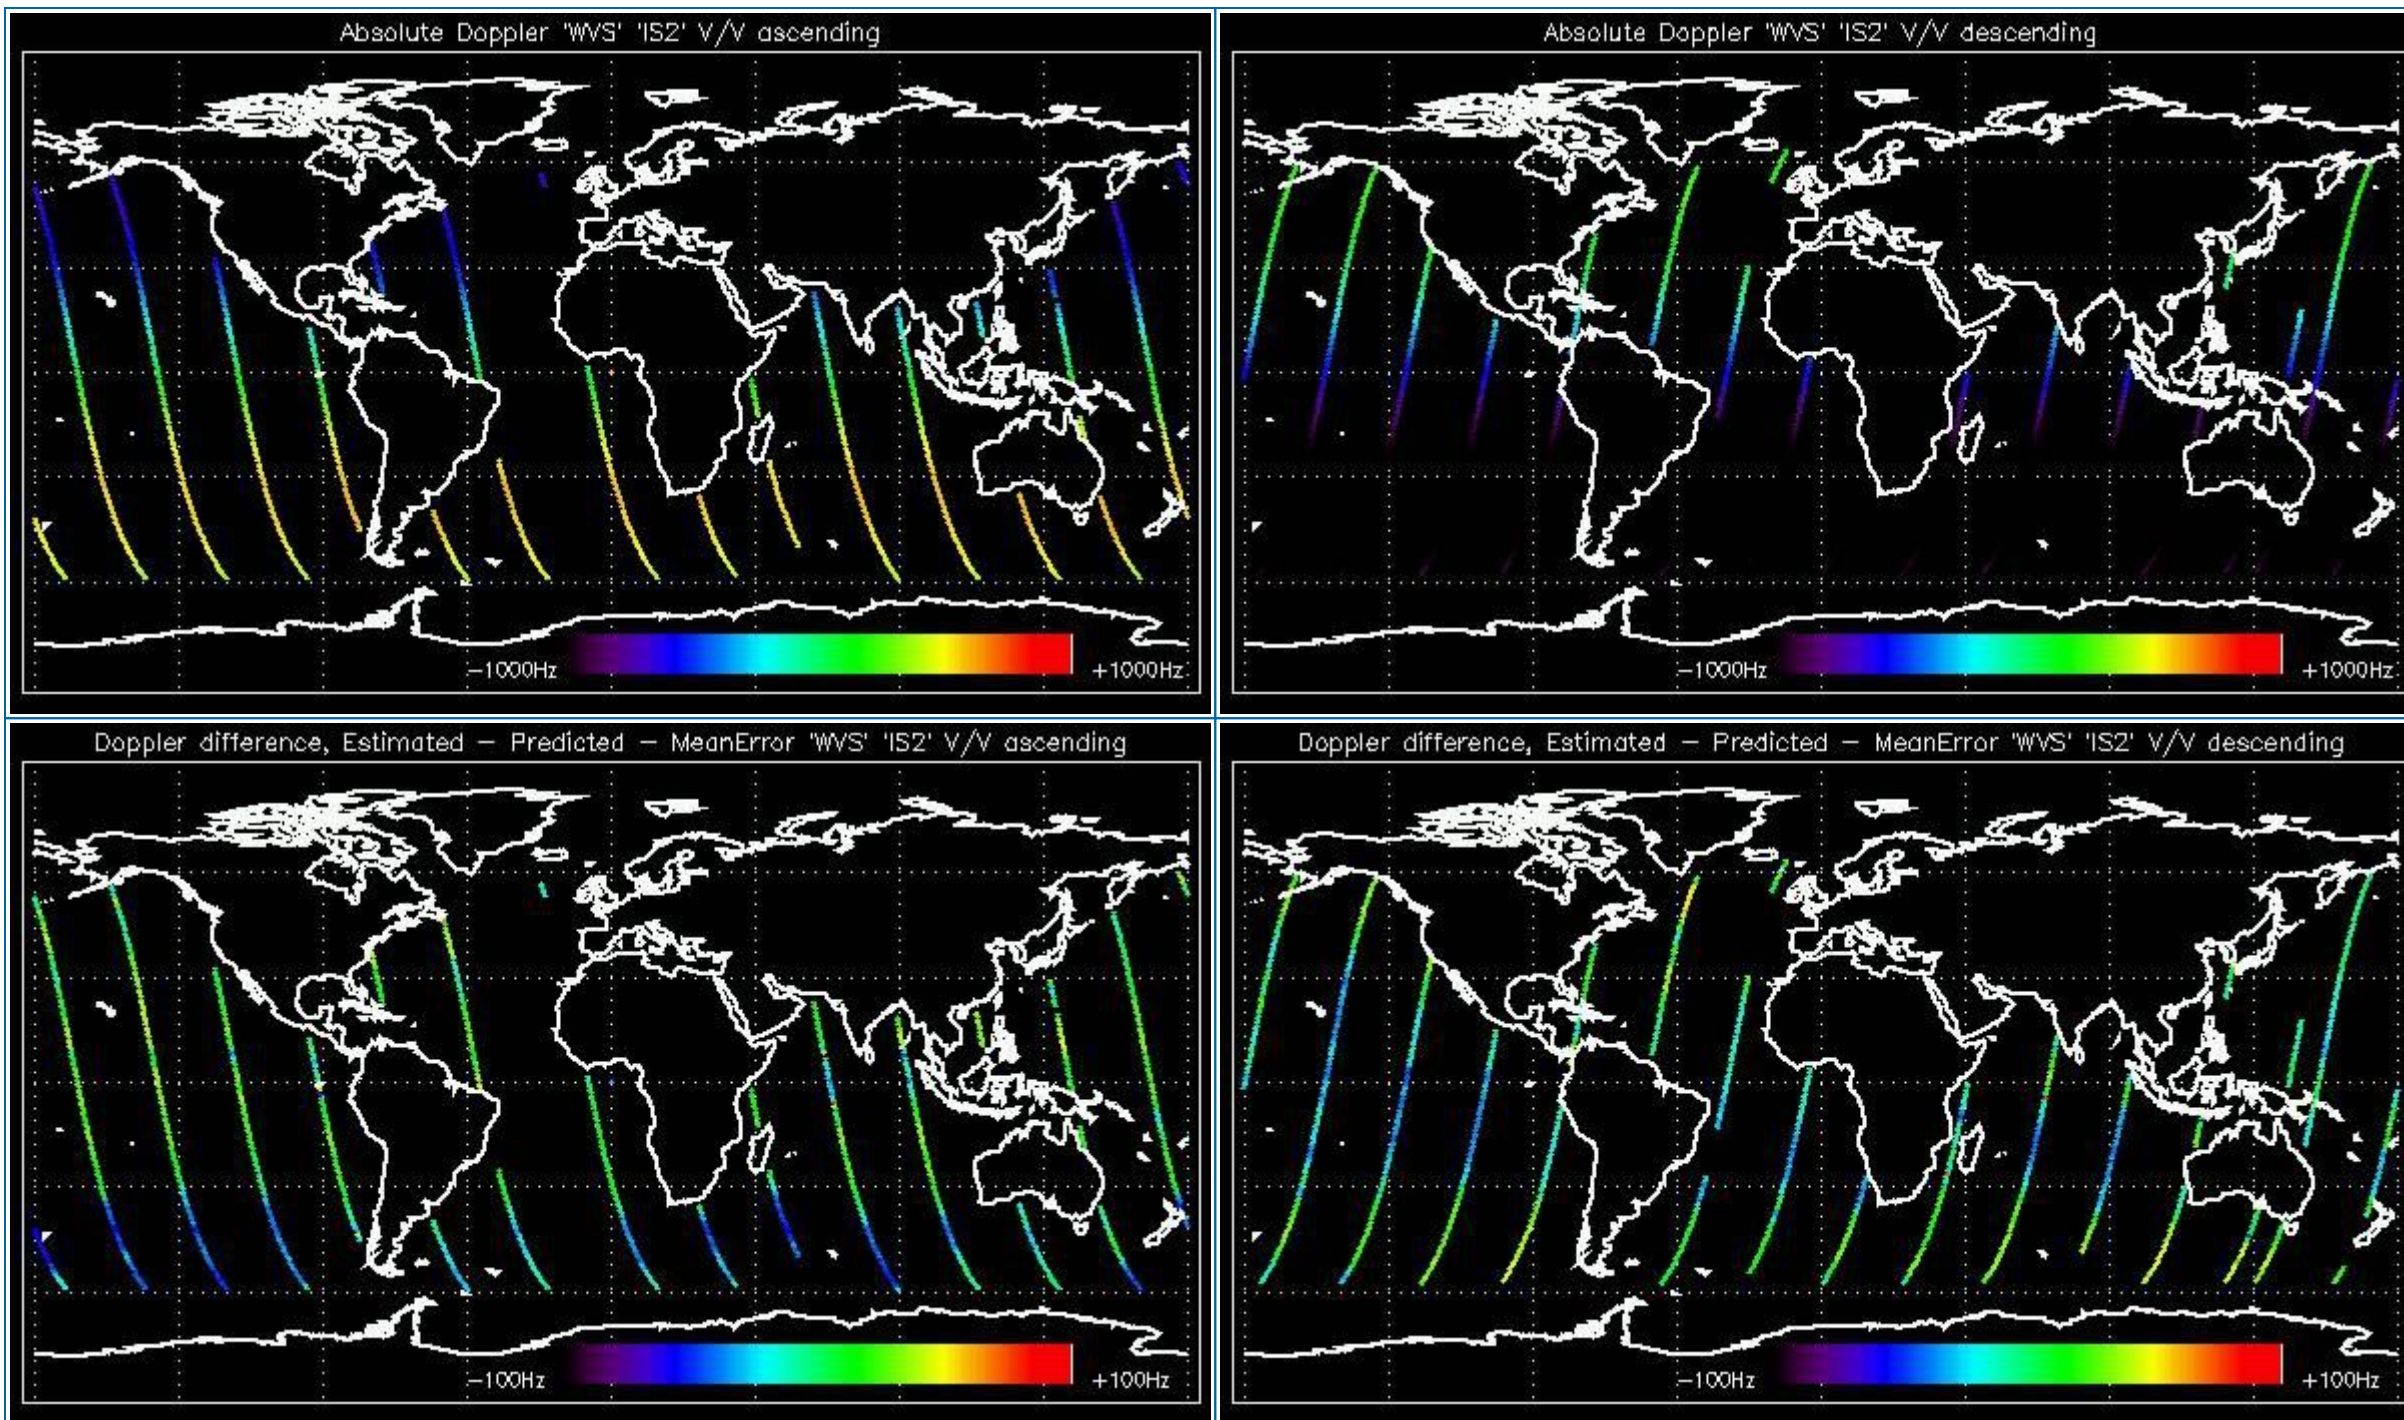 Absolute Doppler 'WVS' 'IS2' V/V ascending
−1000Hz
+1000Hz
Absolute Doppler 'WVS' 'IS2' V/V descending
−1000Hz
+1000Hz
Doppler difference, Estimated − Predicted − MeanError 'WVS' 'IS2' V/V ascending
−100Hz
+100Hz
Doppler difference, Estimated − Predicted − MeanError 'WVS' 'IS2' V/V descending
−100Hz
+100Hz